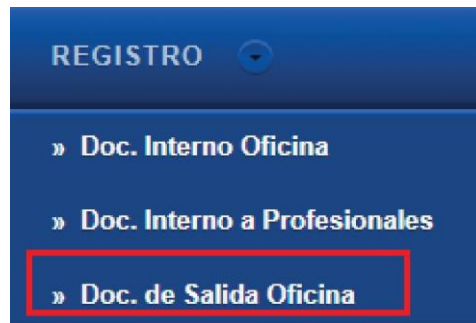 REGISTRO
» Doc. Interno Oficina
» Doc. Interno a Profesionales
» Doc. de Salida Oficina